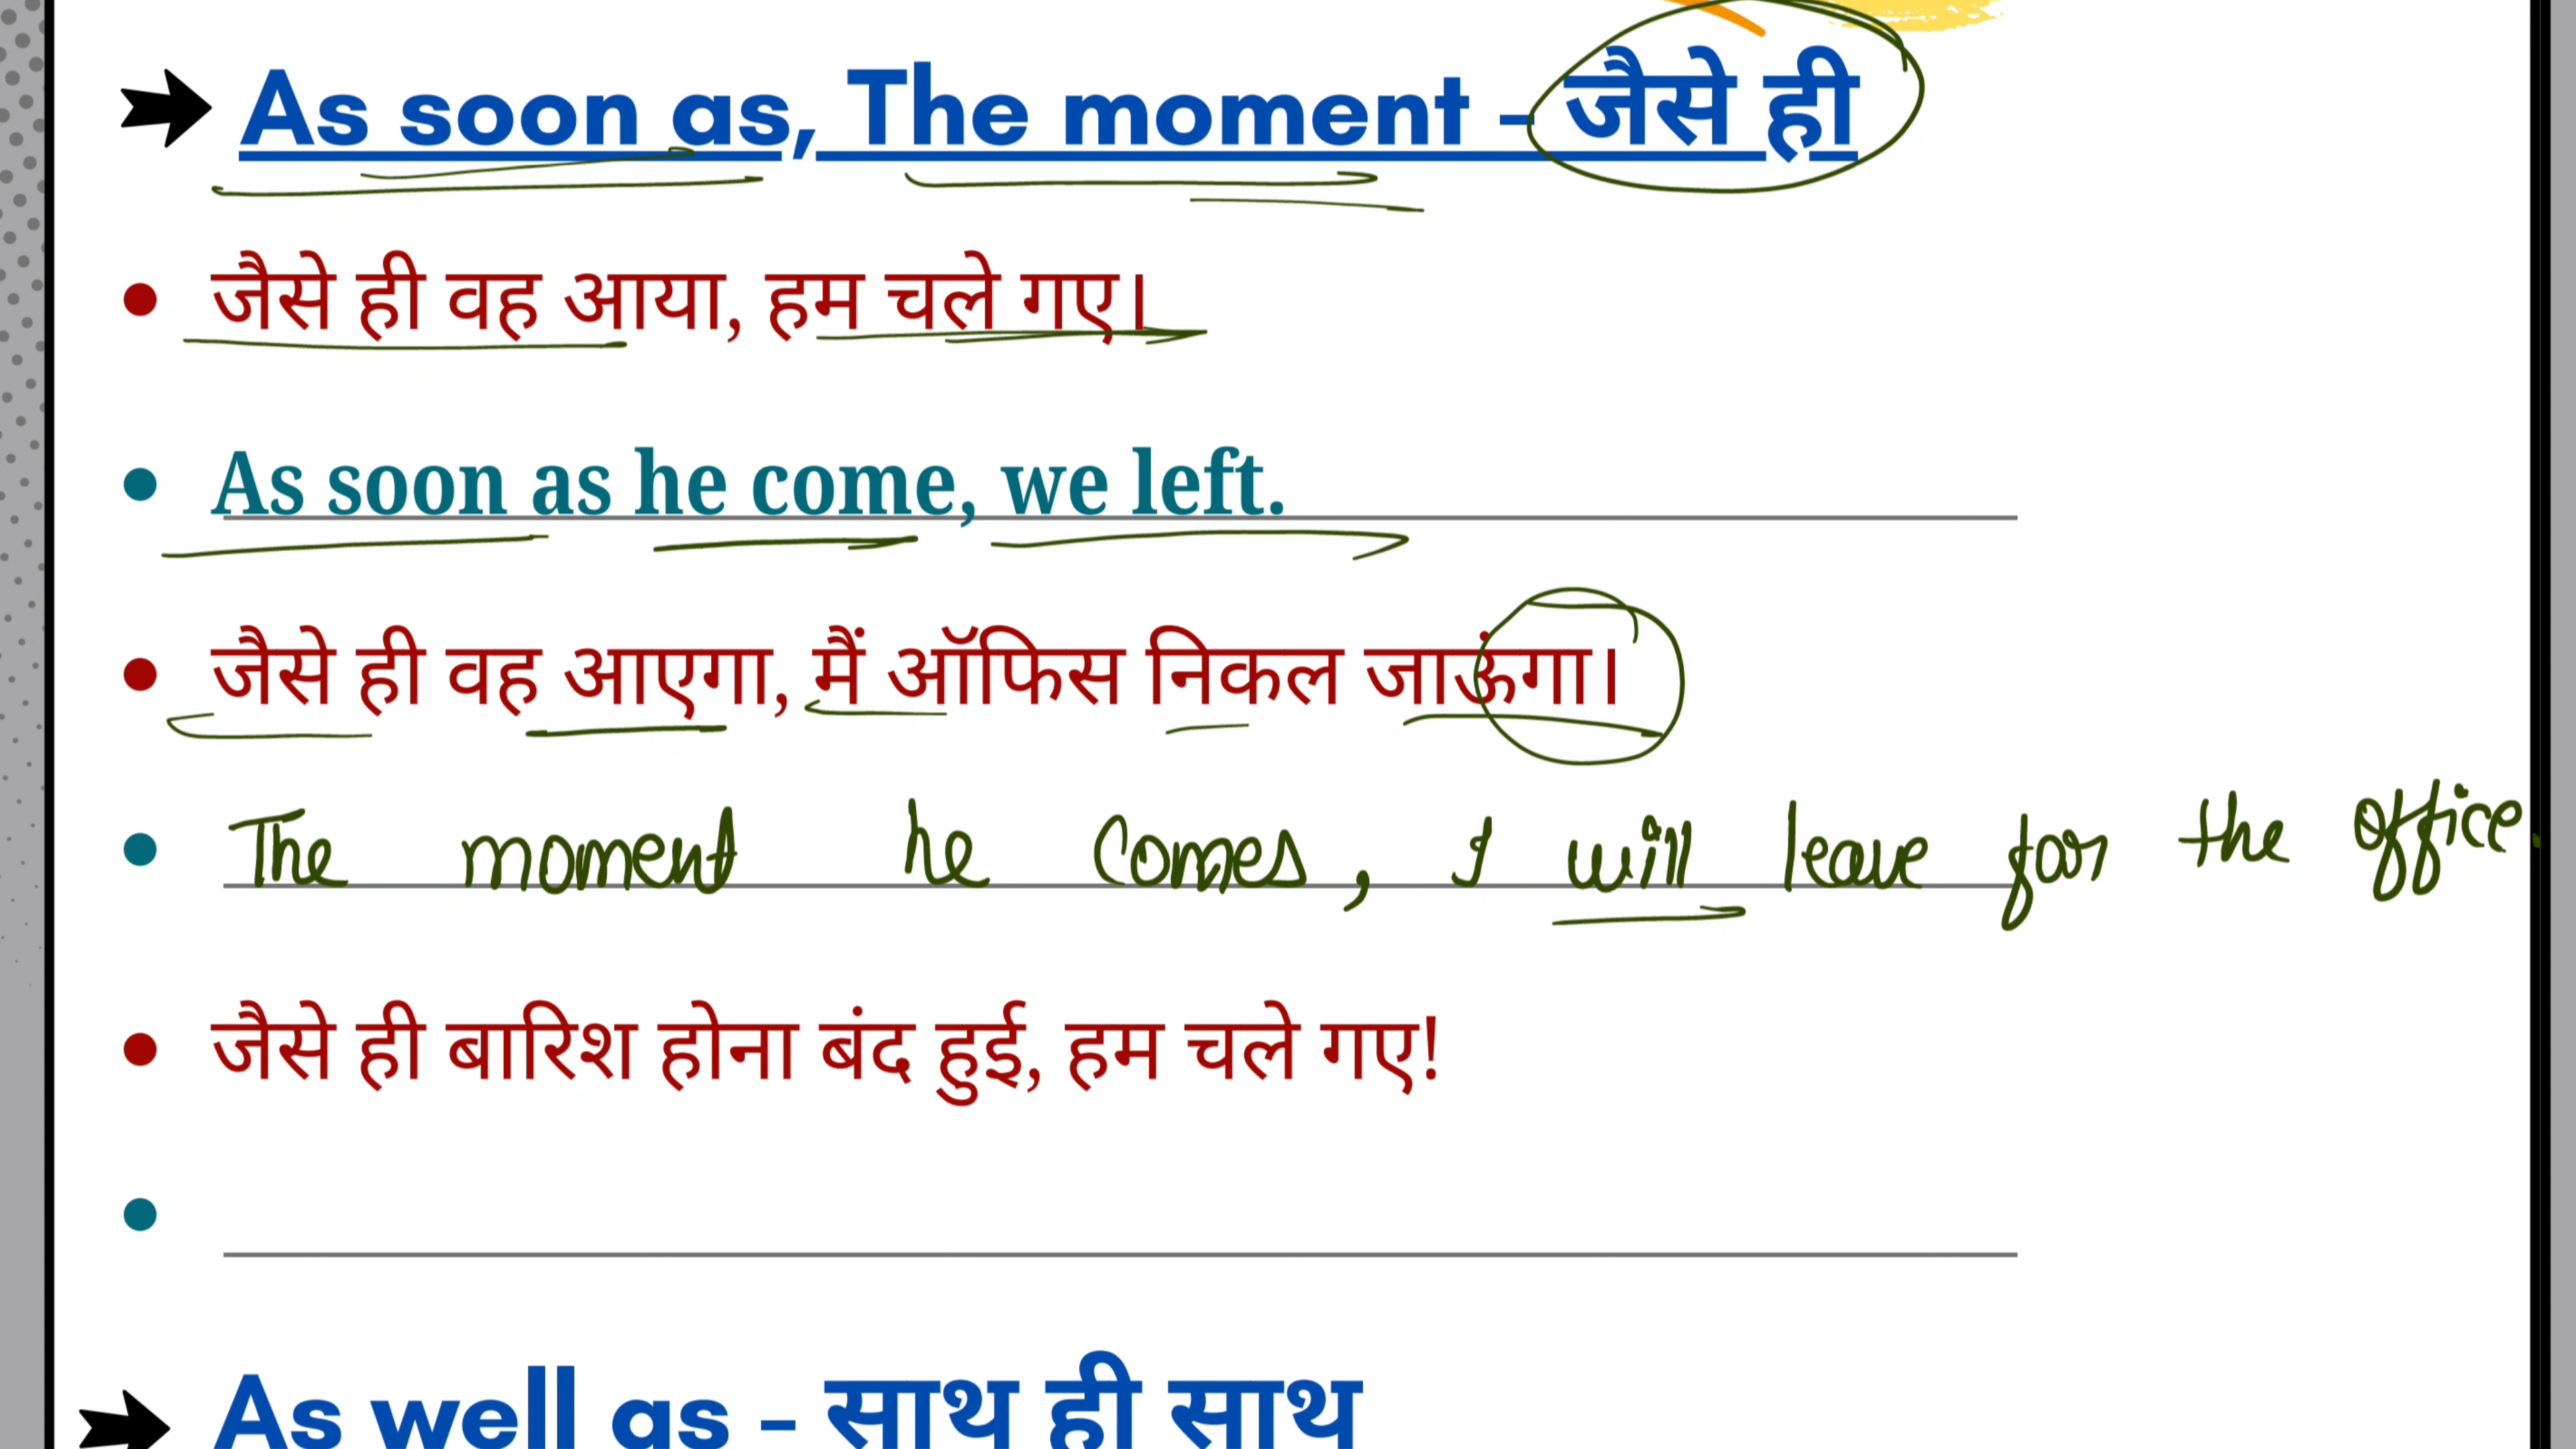 As soon as, The moment - जैसे ही
जैसे ही वह आया, हम चले गए।
As soon as he come, we left.
जैसे ही वह आएगा, मैं ऑफिस निकल जाऊंगा।
The moment he comes, I will leave for the office.
जैसे ही बारिश होना बंद हुई, हम चले गए!
As well as - साथ ही साथ